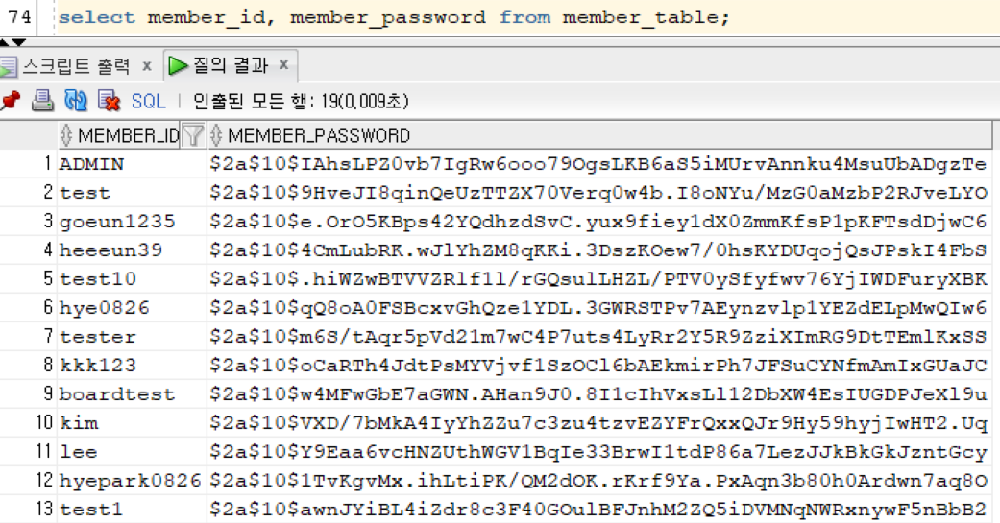 74 select member_id, member_password from member_table;
스크립트 출력 x 질의 결과 x
SQL | 인출된 모든 행: 19(0,009초)
MEMBER_ID MEMBER_PASSWORD
1 ADMIN $2a$10$IAhsLPZ0vb7IgRw6ooo79OgsLKB6aS5iMUrvAnnku4MsuUbADgzTe
2 test $2a$10$9HveJI8qinQeUzTTZX70Verq0w4b.I8oNYu/MzG0aMzbP2RJveLYO
3 goeun1235 $2a$10$e.OrO5KBps42YQdhzdSvC.yux9fiey1dX0ZmmKfsP1pKFTsdDjwC6
4 heeeun39 $2a$10$4CmLubRK.wJlYhZM8qKKi.3DszKOew7/0hsKYDUqojQsJPskI4FbS
5 test10 $2a$10$.hiWZwBTVVZRlf1l/rGQsulLHZL/PTV0ySfyfwv76YjIWDFuryXBK
6 hye0826 $2a$10$qQ8oA0FSBcxvGhQze1YDL.3GWRSTPv7AEynzvlp1YEZdELpMwQIw6
7 tester $2a$10$m6S/tAqr5pVd21m7wC4P7uts4LyRr2Y5R9ZziXImRG9DtTEmlKxSS
8 kkk123 $2a$10$oCaRTh4JdtPsMYVjvf1SzOCl6bAEkmirPh7JFSuCYNfmAmIxGUaJC
9 boardtest $2a$10$w4MFwGbE7aGWN.AHan9J0.8I1cIhVxsLl12DbXW4EsIUGDPJeXl9u
10 kim $2a$10$VXD/7bMkA4IyYhZZu7c3zu4tzvEZYFrQxxQJr9Hy59hyjIwHT2.Uq
11 lee $2a$10$Y9Eaa6vcHNZUthWGV1BqIe33BrwI1tdP86a7LezJJkBkGkJzntGcy
12 hyepark0826 $2a$10$1TvKgvMx.ihLtiPK/QM2dOK.rKrf9Ya.PxAqn3b80h0Ardwn7aq8O
13 test1 $2a$10$awnJYiBL4iZdr8c3F40GOulBFJnhM2ZQ5iDVMNqNWRxnywF5nBbB2